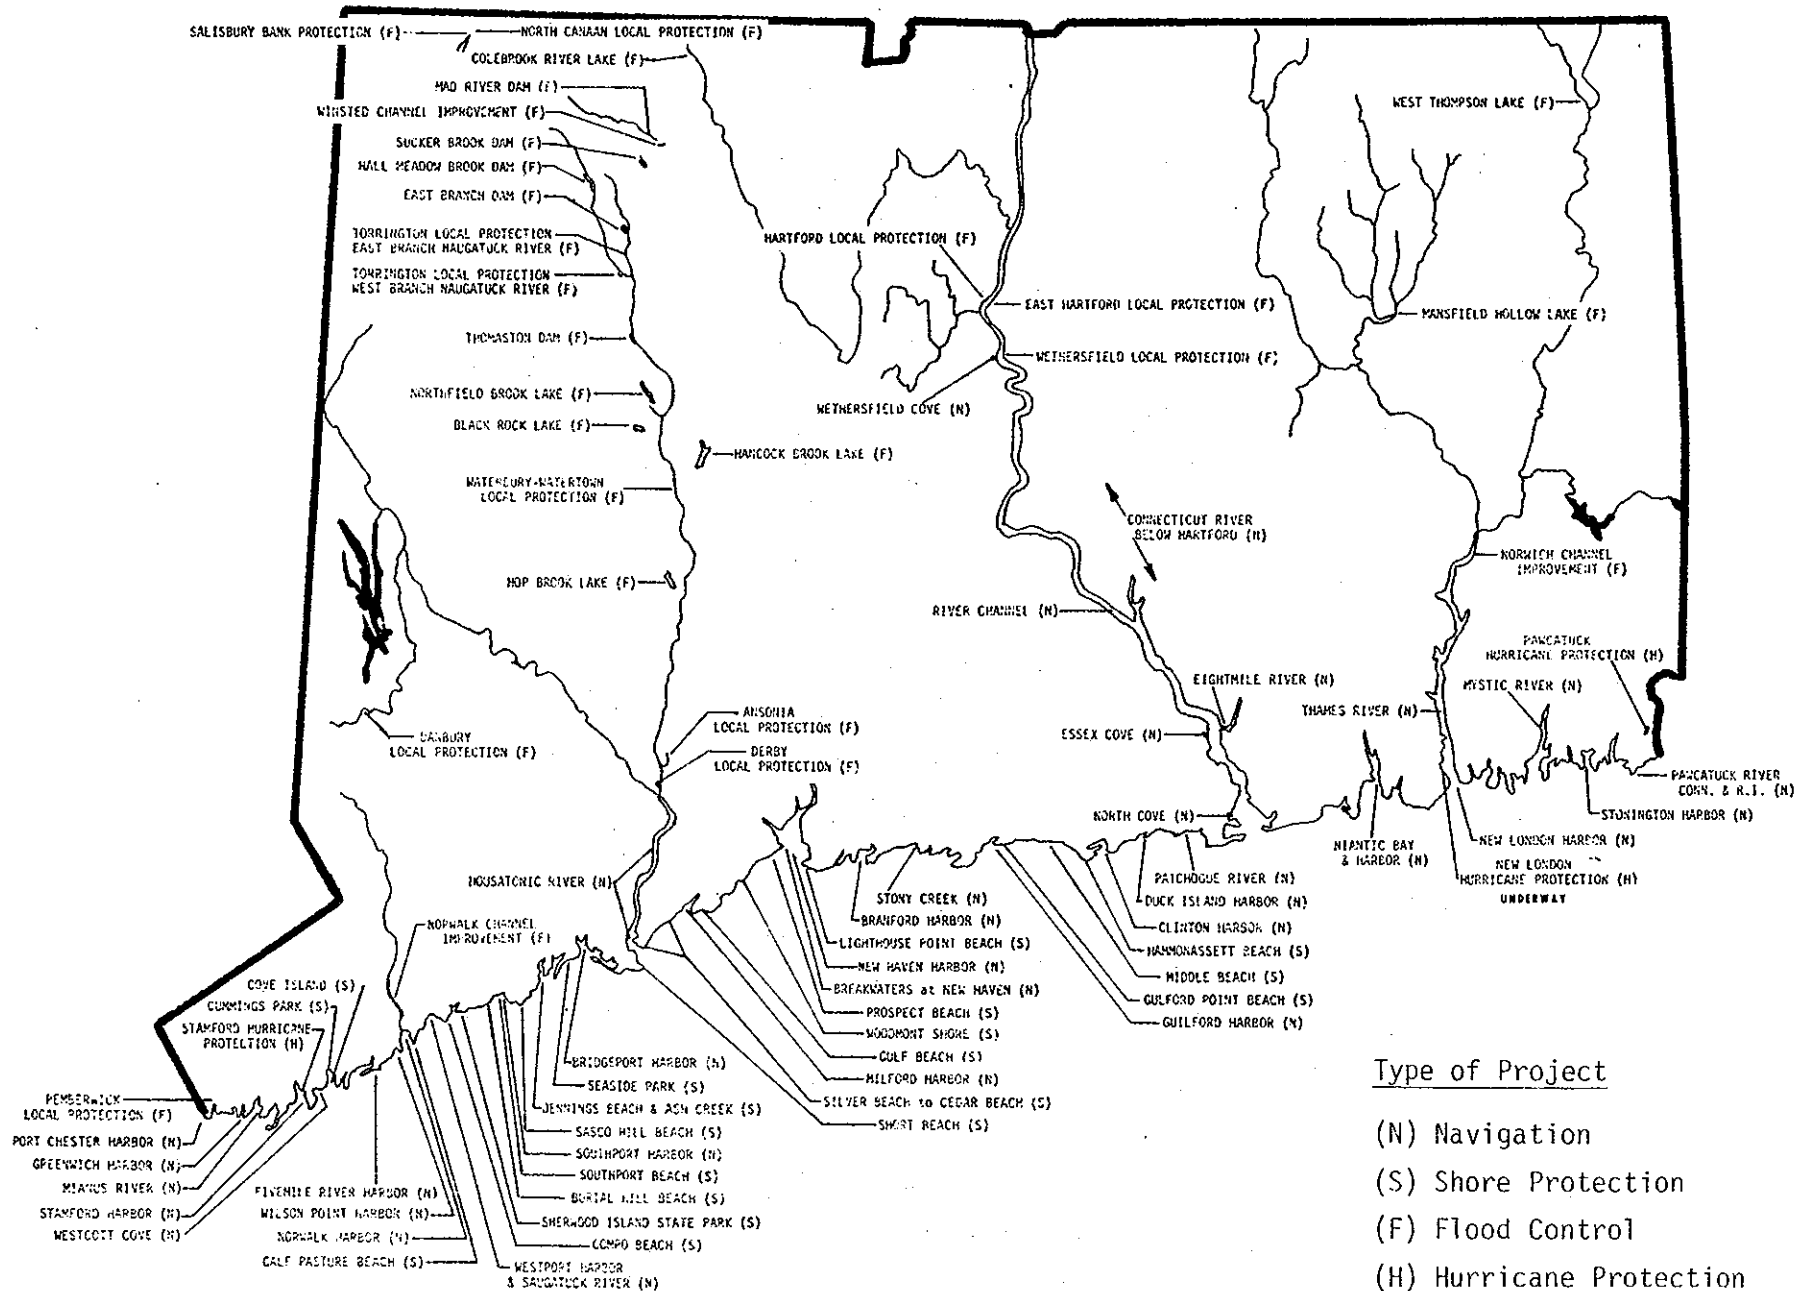 SALISBURY BANK PROTECTION (F)
NORTH CANAAN LOCAL PROTECTION (F)
COLEBROOK RIVER LAKE (F)
MAD RIVER DAM (F)
WINSTED CHANNEL IMPROVEMENT (F)
SUCKER BROOK DAM (F)
HALL MEADOW BROOK DAM (F)
EAST BRANCH DAM (F)
TORRINGTON LOCAL PROTECTION
EAST BRANCH NAUGATUCK RIVER (F)
TORRINGTON LOCAL PROTECTION
WEST BRANCH NAUGATUCK RIVER (F)
THOMASTON DAM (F)
NORTHFIELD BROOK LAKE (F)
BLACK ROCK LAKE (F)
HANCOCK BROOK LAKE (F)
WATERBURY-WATERTOWN
LOCAL PROTECTION (F)
HOP BROOK LAKE (F)
WEST THOMPSON LAKE (F)
HARTFORD LOCAL PROTECTION (F)
EAST HARTFORD LOCAL PROTECTION (F)
MANSFIELD HOLLOW LAKE (F)
WETHERSFIELD LOCAL PROTECTION (F)
WETHERSFIELD COVE (N)
CONNECTICUT RIVER
BELOW HARTFORD (N)
NORWICH CHANNEL
IMPROVEMENT (F)
RIVER CHANNEL (N)
PAWCATUCK
HURRICANE PROTECTION (H)
EIGHTMILE RIVER (N)
MYSTIC RIVER (N)
THAMES RIVER (N)
ESSEX COVE (N)
ANSONIA
LOCAL PROTECTION (F)
DERBY
LOCAL PROTECTION (F)
DANBURY
LOCAL PROTECTION (F)
PAWCATUCK RIVER
CONN. & R.I. (N)
STONINGTON HARBOR (N)
NORTH COVE (N)
NEW LONDON HARBOR (N)
NIANTIC BAY
& HARBOR (N)
NEW LONDON
HURRICANE PROTECTION (H)
UNDERWAY
HOUSATONIC RIVER (N)
PATCHOGUE RIVER (N)
STONY CREEK (N)
DUCK ISLAND HARBOR (N)
BRANFORD HARBOR (N)
CLINTON HARBOR (N)
LIGHTHOUSE POINT BEACH (S)
HAMMONASSETT BEACH (S)
NEW HAVEN HARBOR (N)
MIDDLE BEACH (S)
BREAKWATERS at NEW HAVEN (N)
GULFORD POINT BEACH (S)
PROSPECT BEACH (S)
GUILFORD HARBOR (N)
WOODMONT SHORE (S)
GULF BEACH (S)
MILFORD HARBOR (N)
SILVER BEACH to CEDAR BEACH (S)
SHORT BEACH (S)
NORWALK CHANNEL
IMPROVEMENT (F)
COVE ISLAND (S)
CUMMINGS PARK (S)
STAMFORD HURRICANE
PROTECTION (H)
BRIDGEPORT HARBOR (N)
SEASIDE PARK (S)
JENNINGS BEACH & ASH CREEK (S)
SASCO HILL BEACH (S)
SOUTHPORT HARBOR (N)
SOUTHPORT BEACH (S)
BURIAL HILL BEACH (S)
SHERWOOD ISLAND STATE PARK (S)
COMPO BEACH (S)
WESTPORT HARBOR
& SAUGATUCK RIVER (N)
PEMBERWICK
LOCAL PROTECTION (F)
PORT CHESTER HARBOR (N)
GREENWICH HARBOR (N)
MIANUS RIVER (N)
STAMFORD HARBOR (N)
WESTCOTT COVE (N)
FIVEMILE RIVER HARBOR (N)
WILSON POINT HARBOR (N)
NORWALK HARBOR (N)
CALF PASTURE BEACH (S)
Type of Project
(N) Navigation
(S) Shore Protection
(F) Flood Control
(H) Hurricane Protection